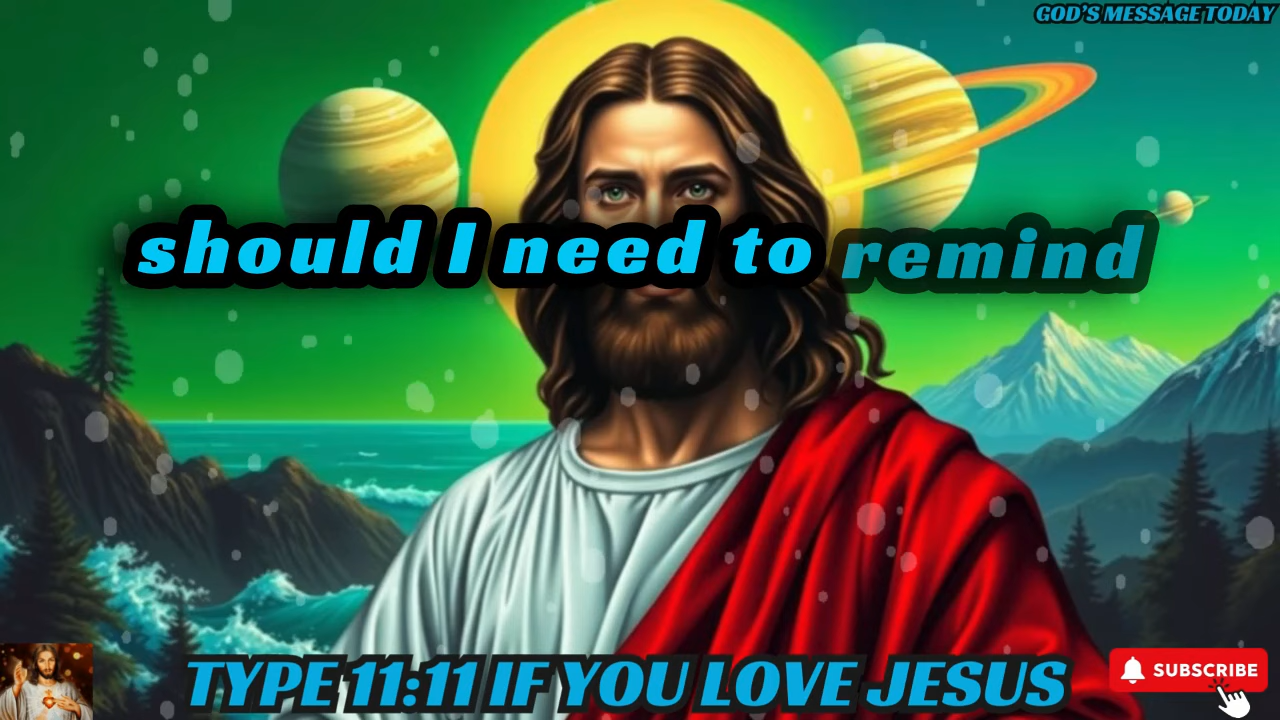 GOD'S MESSAGE TODAY
should I need to remind
TYPE 11:11 IF YOU LOVE JESUS
SUBSCRIBE